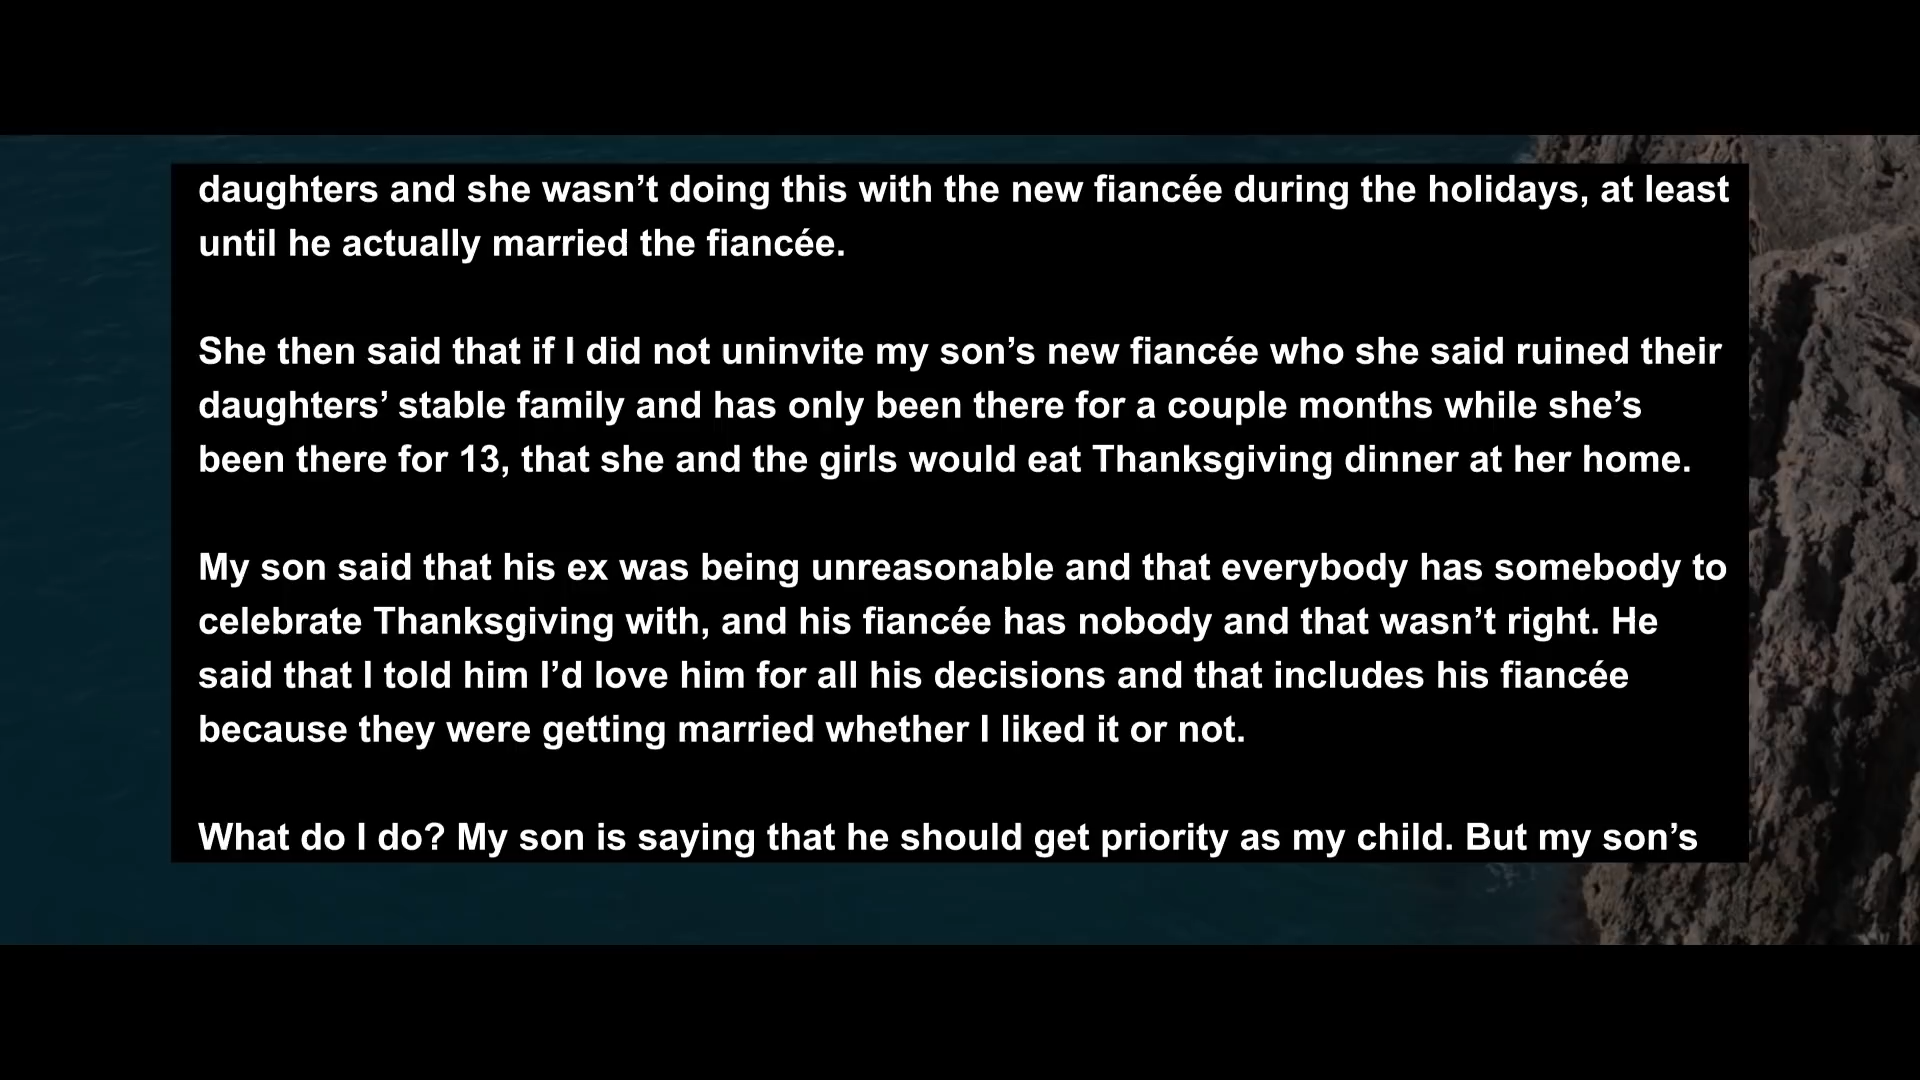 daughters and she wasn’t doing this with the new fiancée during the holidays, at least
until he actually married the fiancée.
She then said that if I did not uninvite my son’s new fiancée who she said ruined their
daughters’ stable family and has only been there for a couple months while she’s
been there for 13, that she and the girls would eat Thanksgiving dinner at her home.
My son said that his ex was being unreasonable and that everybody has somebody to
celebrate Thanksgiving with, and his fiancée has nobody and that wasn’t right. He
said that I told him I’d love him for all his decisions and that includes his fiancée
because they were getting married whether I liked it or not.
What do I do? My son is saying that he should get priority as my child. But my son’s